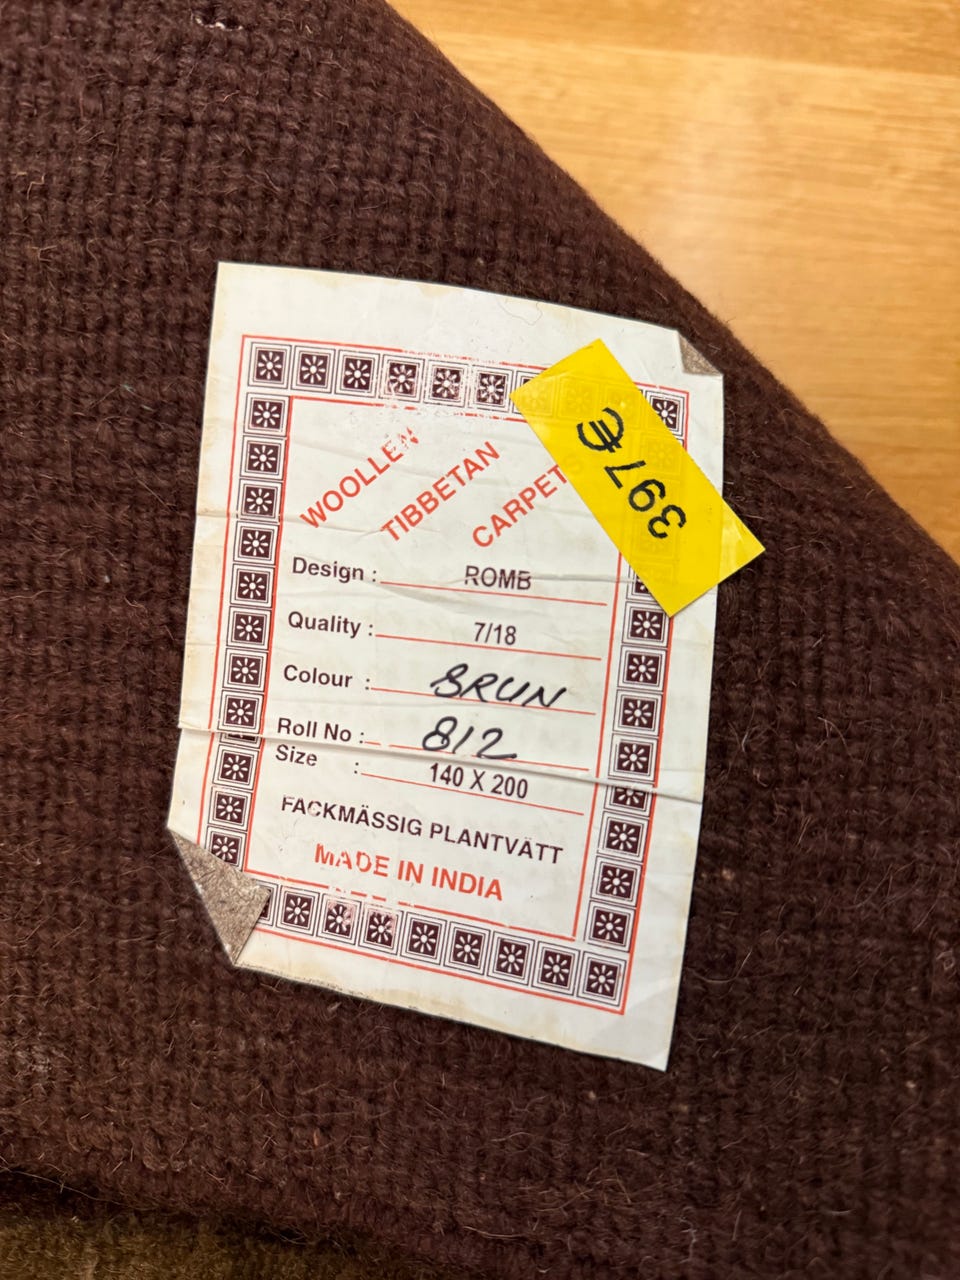 WOOLLEN
TIBBETAN
CARPETS
397 €
Design : ROMB
Quality : 7/18
Colour : BRUN
Roll No : 812
Size : 140 X 200
FACKMÄSSIG PLANTVÄTT
MADE IN INDIA